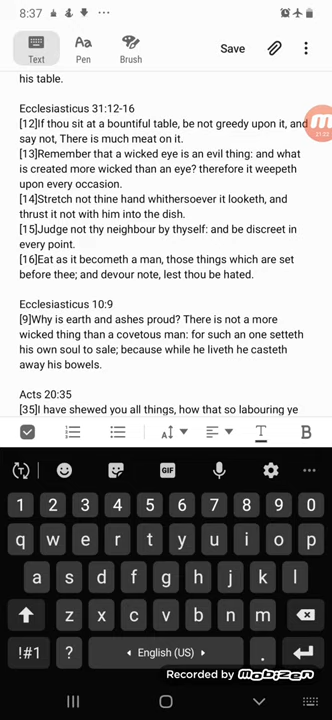 8:37
Text
Pen
Brush
Save
his table.
Ecclesiasticus 31:12-16
[12]If thou sit at a bountiful table, be not greedy upon it, and
say not, There is much meat on it.
[13]Remember that a wicked eye is an evil thing: and what
is created more wicked than an eye? therefore it weepeth
upon every occasion.
[14]Stretch not thine hand whithersoever it looketh, and
thrust it not with him into the dish.
[15]Judge not thy neighbour by thyself: and be discreet in
every point.
[16]Eat as it becometh a man, those things which are set
before thee; and devour note, lest thou be hated.
Ecclesiasticus 10:9
[9]Why is earth and ashes proud? There is not a more
wicked thing than a covetous man: for such an one setteth
his own soul to sale; because while he liveth he casteth
away his bowels.
Acts 20:35
[35]I have shewed you all things, how that so labouring ye
A T B
T GIF
1 2 3 4 5 6 7 8 9 0
q w e r t y u i o p
a s d f g h j k l
z x c v b n m
!#1 ? English (US) .
Recorded by mobizen